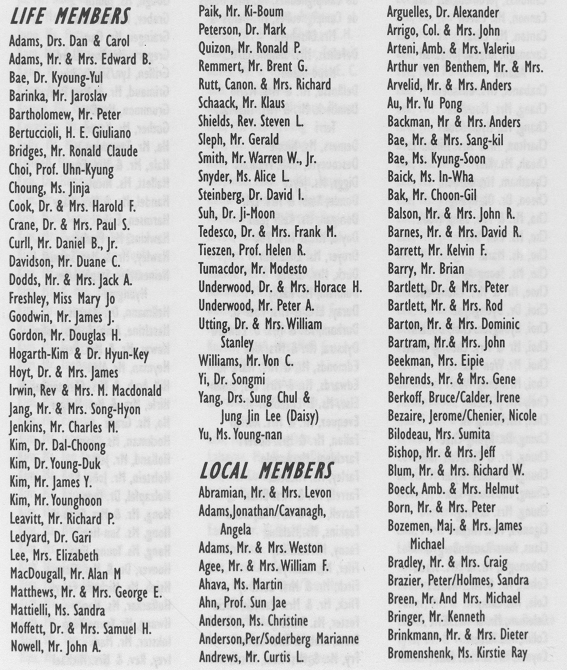 LIFE MEMBERS
Adams, Drs. Dan & Carol
Adams, Mr. & Mrs. Edward B.
Bae, Dr. Kyoung-Yul
Barinka, Mr. Jaroslav
Bartholomew, Mr. Peter
Bertuccioli, H. E. Giuliano
Bridges, Mr. Ronald Claude
Choi, Prof. Uhn-Kyung
Choung, Ms. Jinja
Cook, Dr. & Mrs. Harold F.
Crane, Dr. & Mrs. Paul S.
Curll, Mr. Daniel B., Jr.
Davidson, Mr. Duane C.
Dodds, Mr. & Mrs. Jack A.
Freshley, Miss Mary Jo
Goodwin, Mr. James J.
Gordon, Mr. Douglas H.
Hogarth-Kim & Dr. Hyun-Key
Hoyt, Dr. & Mrs. James
Irwin, Rev & Mrs. M. Macdonald
Jang, Mr. & Mrs. Song-Hyon
Jenkins, Mr. Charles M.
Kim, Dr. Dal-Choong
Kim, Dr. Young-Duk
Kim, Mr. James Y.
Kim, Mr. Younghoon
Leavitt, Mr. Richard P.
Ledyard, Dr. Gari
Lee, Mrs. Elizabeth
MacDougall, Mr. Alan M
Matthews, Mr. & Mrs. George E.
Mattielli, Ms. Sandra
Moffett, Dr. & Mrs. Samuel H.
Nowell, Mr. John A.
Paik, Mr. Ki-Boum
Peterson, Dr. Mark
Quizon, Mr. Ronald P.
Remmert, Mr. Brent G.
Rutt, Canon. & Mrs. Richard
Schaack, Mr. Klaus
Shields, Rev. Steven L.
Sleph, Mr. Gerald
Smith, Mr. Warren W., Jr.
Snyder, Ms. Alice L.
Steinberg, Dr. David I.
Suh, Dr. Ji-Moon
Tedesco, Dr. & Mrs. Frank M.
Tieszen, Prof. Helen R.
Tumacdor, Mr. Modesto
Underwood, Dr. & Mrs. Horace H.
Underwood, Mr. Peter A.
Utting, Dr. & Mrs. William
Stanley
Williams, Mr. Von C.
Yi, Dr. Songmi
Yang, Drs. Sung Chul &
Jung Jin Lee (Daisy)
Yu, Ms. Young-nan
LOCAL MEMBERS
Abramian, Mr. & Mrs. Levon
Adams,Jonathan/Cavanagh,
Angela
Adams, Mr. & Mrs. Weston
Agee, Mr. & Mrs. William F.
Ahava, Ms. Martin
Ahn, Prof. Sun Jae
Anderson, Ms. Christine
Anderson,Per/Soderberg Marianne
Andrews, Mr. Curtis L.
Arguelles, Dr. Alexander
Arrigo, Col. & Mrs. John
Arteni, Amb. & Mrs. Valeriu
Arthur ven Benthem, Mr. & Mrs.
Arvelid, Mr. & Mrs. Anders
Au, Mr. Yu Pong
Backman, Mr & Mrs. Anders
Bae, Mr. & Mrs. Sang-kil
Bae, Ms. Kyung-Soon
Baick, Ms. In-Wha
Bak, Mr. Choon-Gil
Balson, Mr. & Mrs. John R.
Barnes, Mr. & Mrs. David R.
Barrett, Mr. Kelvin F.
Barry, Mr. Brian
Bartlett, Dr. & Mrs. Peter
Bartlett, Mr. & Mrs. Rod
Barton, Mr. & Mrs. Dominic
Bartram, Mr.& Mrs. John
Beekman, Mrs. Eipie
Behrends, Mr. & Mrs. Gene
Berkoff, Bruce/Calder, Irene
Bezaire, Jerome/Chenier, Nicole
Bilodeau, Mrs. Sumita
Bishop, Mr. & Mrs. Jeff
Blum, Mr. & Mrs. Richard W.
Boeck, Amb. & Mrs. Helmut
Born, Mr. & Mrs. Peter
Bozemen, Maj. & Mrs. James
Michael
Bradley, Mr. & Mrs. Craig
Brazier, Peter/Holmes, Sandra
Breen, Mr. And Mrs. Michael
Bringer, Mr. Kenneth
Brinkmann, Mr. & Mrs. Dieter
Bromenshenk, Ms. Kirstie Ray